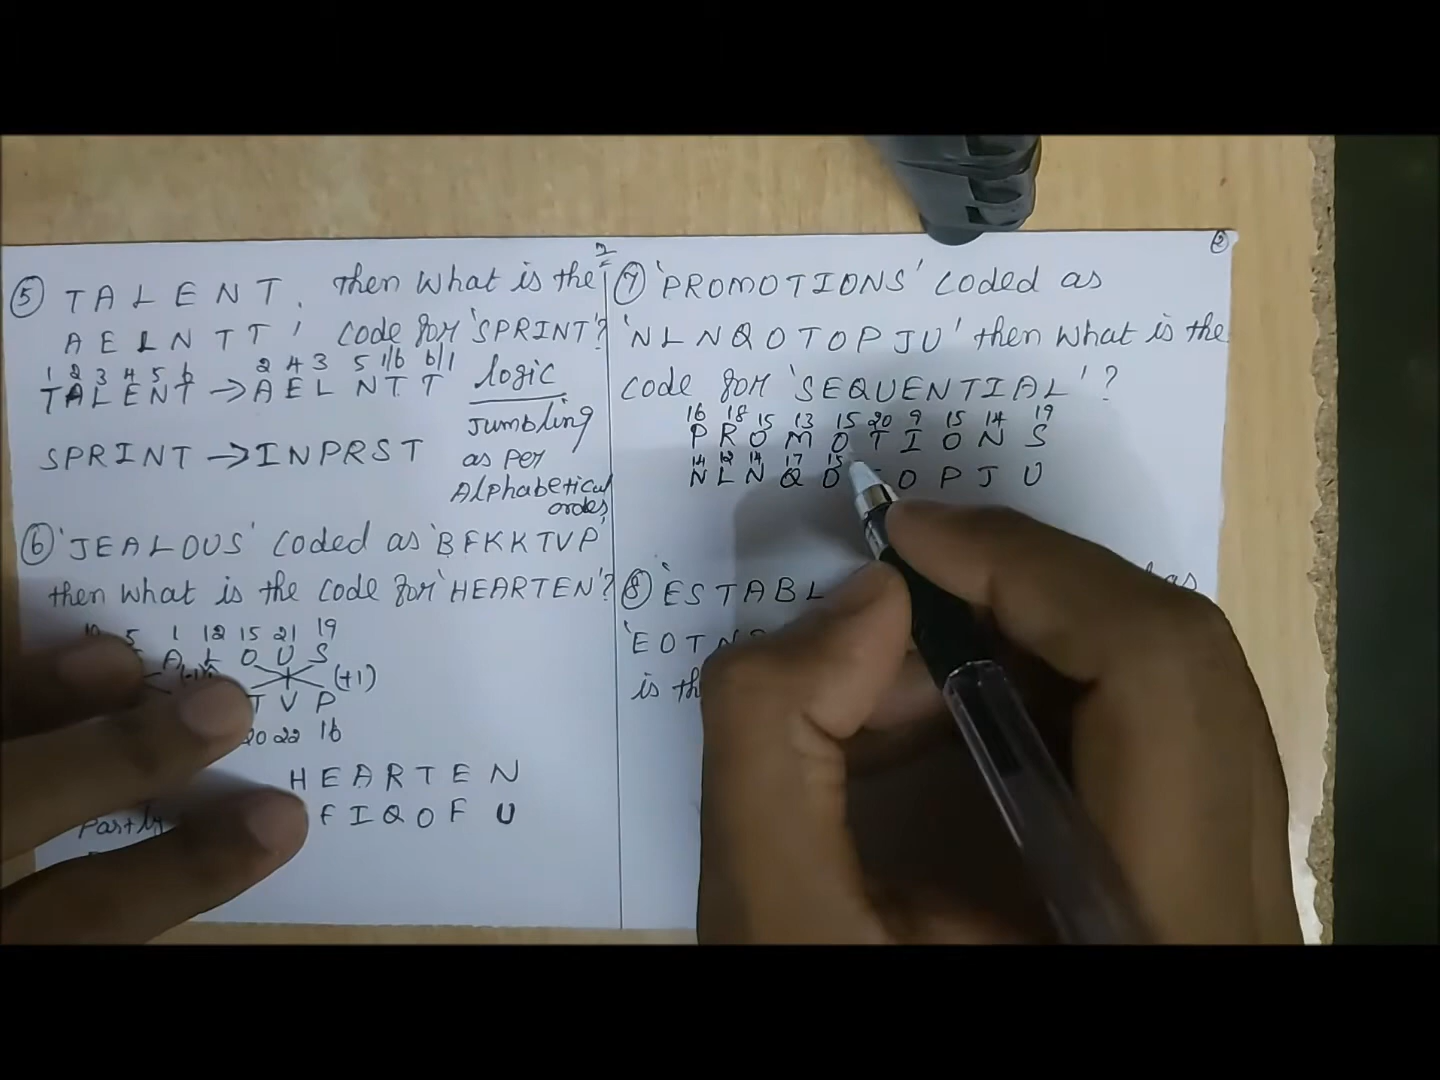 2
5 TALENT, then what is the
AELNTT' code for 'SPRINT'?
1 2 3 4 5 6 2 4 3 5 1/6 6/1
TALENT → AELNTT
logic
Jumbling
as per
Alphabetical
order
SPRINT → INPRST
6 'JEALOUS' coded as 'BFKKTVP'
then what is the code for 'HEARTEN'?
5 1 12 15 21 19
A L O U S
(+1)
T V P
20 22 16
HEARTEN
FIQOF U
Partly
7 'PROMOTIONS' coded as
'NLNQOTOPJU' then what is the
code for 'SEQUENTIAL'?
16 18 15 13 15 20 9 15 14 19
P R O M O T I O N S
14 12 14 17 15
N L N Q O O P J U
8 'ESTABL as
'EOTN
is th